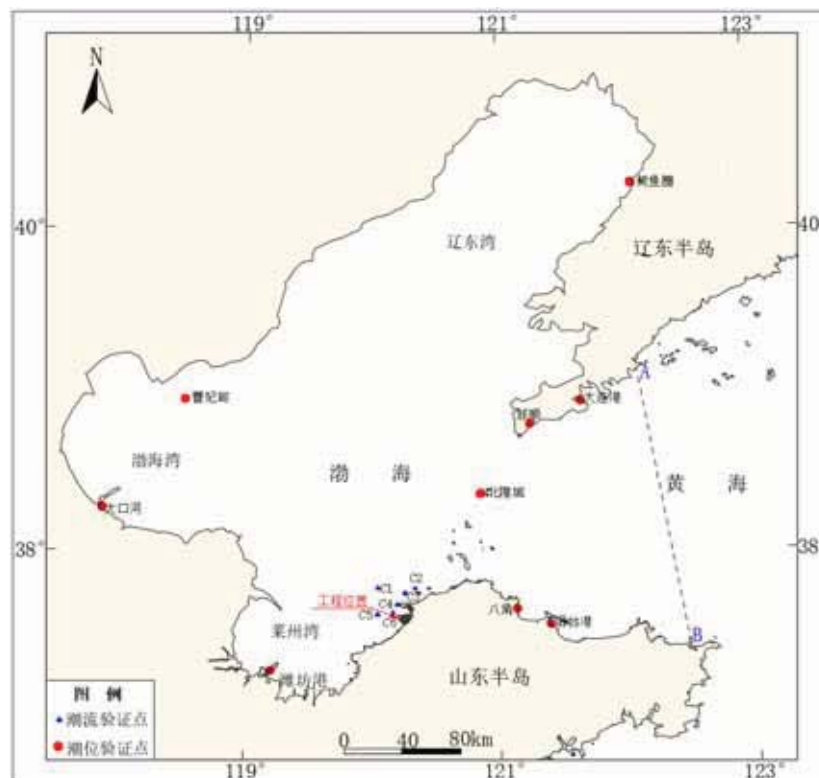 119°
121°
123°
N
鲅鱼圈
40°
40
辽东湾
辽东半岛
A
大连港
曹妃甸
旅顺
渤海湾
渤 海
北隍城
黄 海
大口河
38°
38°
C1
C2
工程位置
C4
C5
C6
八角
烟台港
B
莱州湾
潍坊港
山东半岛
图 例
潮流验证点
潮位验证点
0 40 80km
119°
121°
123